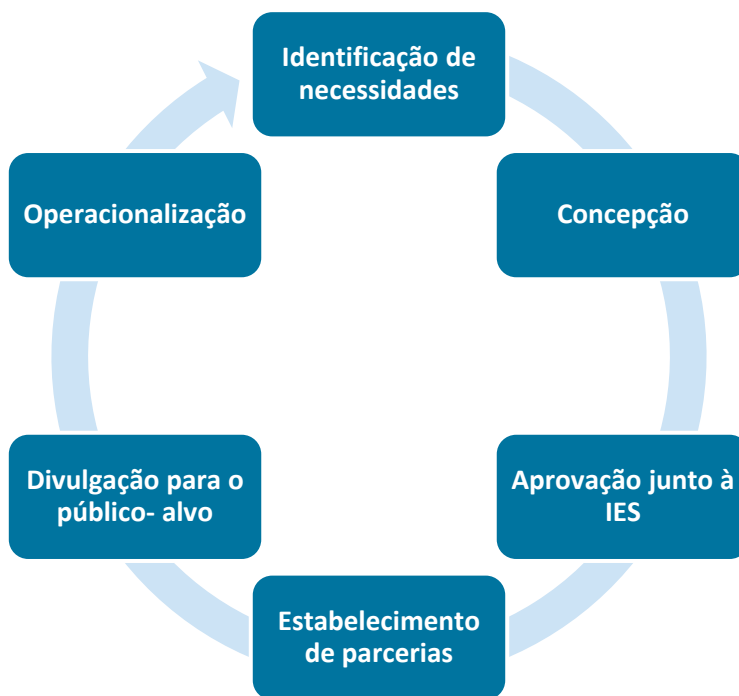 Identificação de
necessidades
Concepção
Aprovação junto à
IES
Estabelecimento
de parcerias
Divulgação para o
público- alvo
Operacionalização